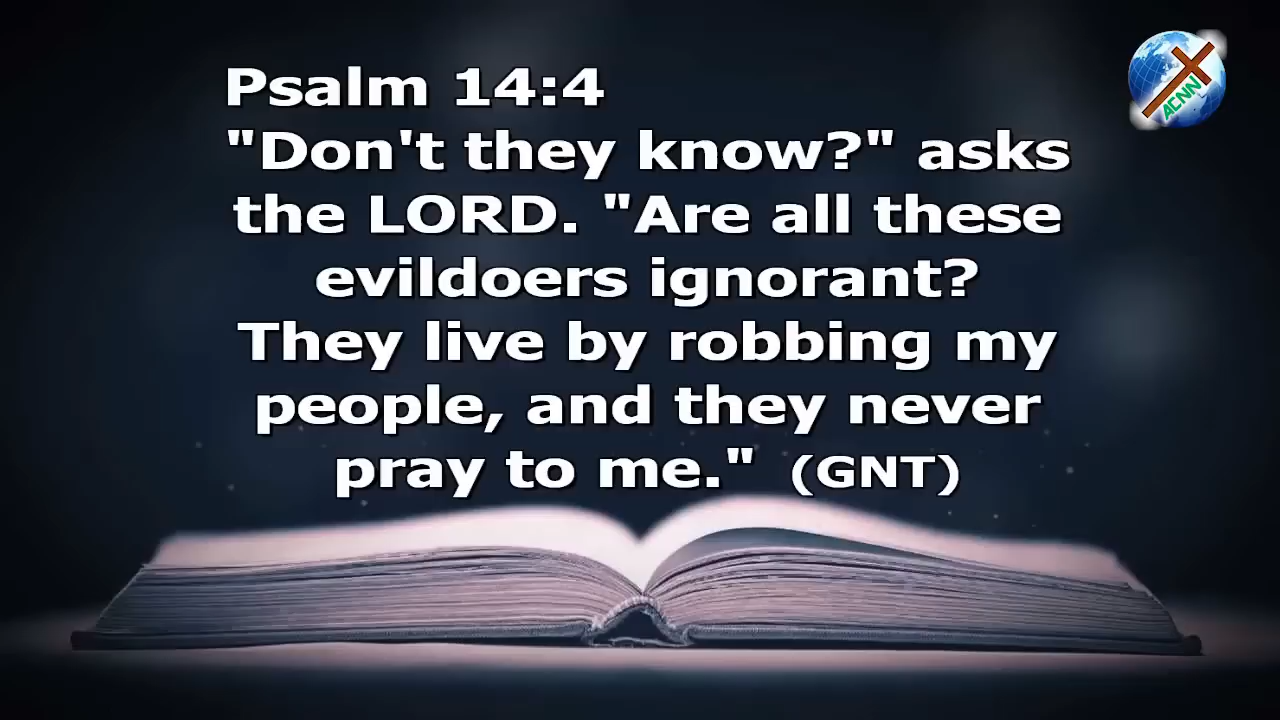 Psalm 14:4
"Don't they know?" asks
the LORD. "Are all these
evildoers ignorant?
They live by robbing my
people, and they never
pray to me." (GNT)
ACNN